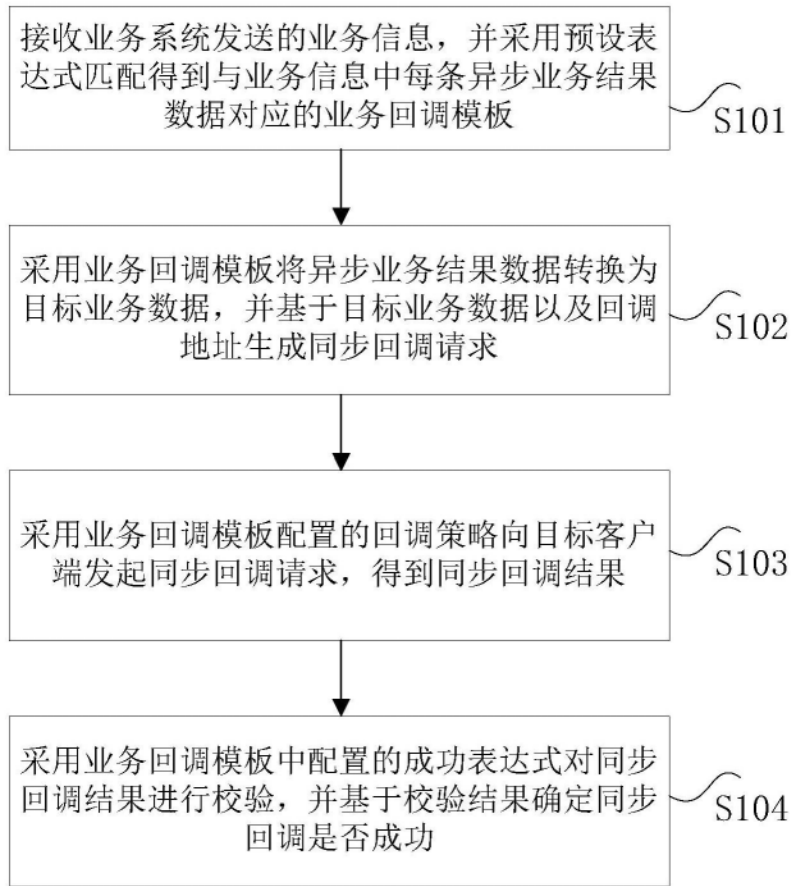 接收业务系统发送的业务信息，并采用预设表
达式匹配得到与业务信息中每条异步业务结果
数据对应的业务回调模板
S101
采用业务回调模板将异步业务结果数据转换为
目标业务数据，并基于目标业务数据以及回调
地址生成同步回调请求
S102
采用业务回调模板配置的回调策略向目标客户
端发起同步回调请求，得到同步回调结果
S103
采用业务回调模板中配置的成功表达式对同步
回调结果进行校验，并基于校验结果确定同步
回调是否成功
S104